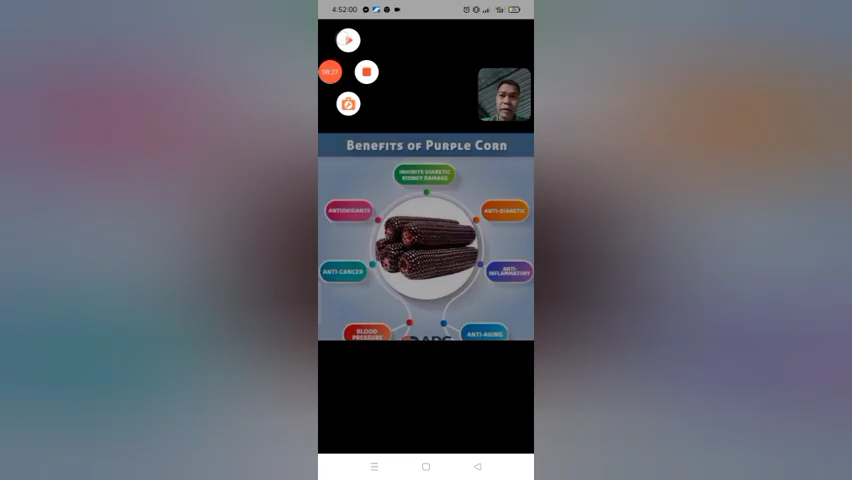 4:52:00
09:27
Benefits of Purple Corn
INHIBITS DIABETIC
KIDNEY DAMAGE
ANTIOXIDANTS
ANTI-DIABETIC
ANTI-CANCER
ANTI-
INFLAMMATORY
BLOOD
PRESSURE
ANTI-AGING